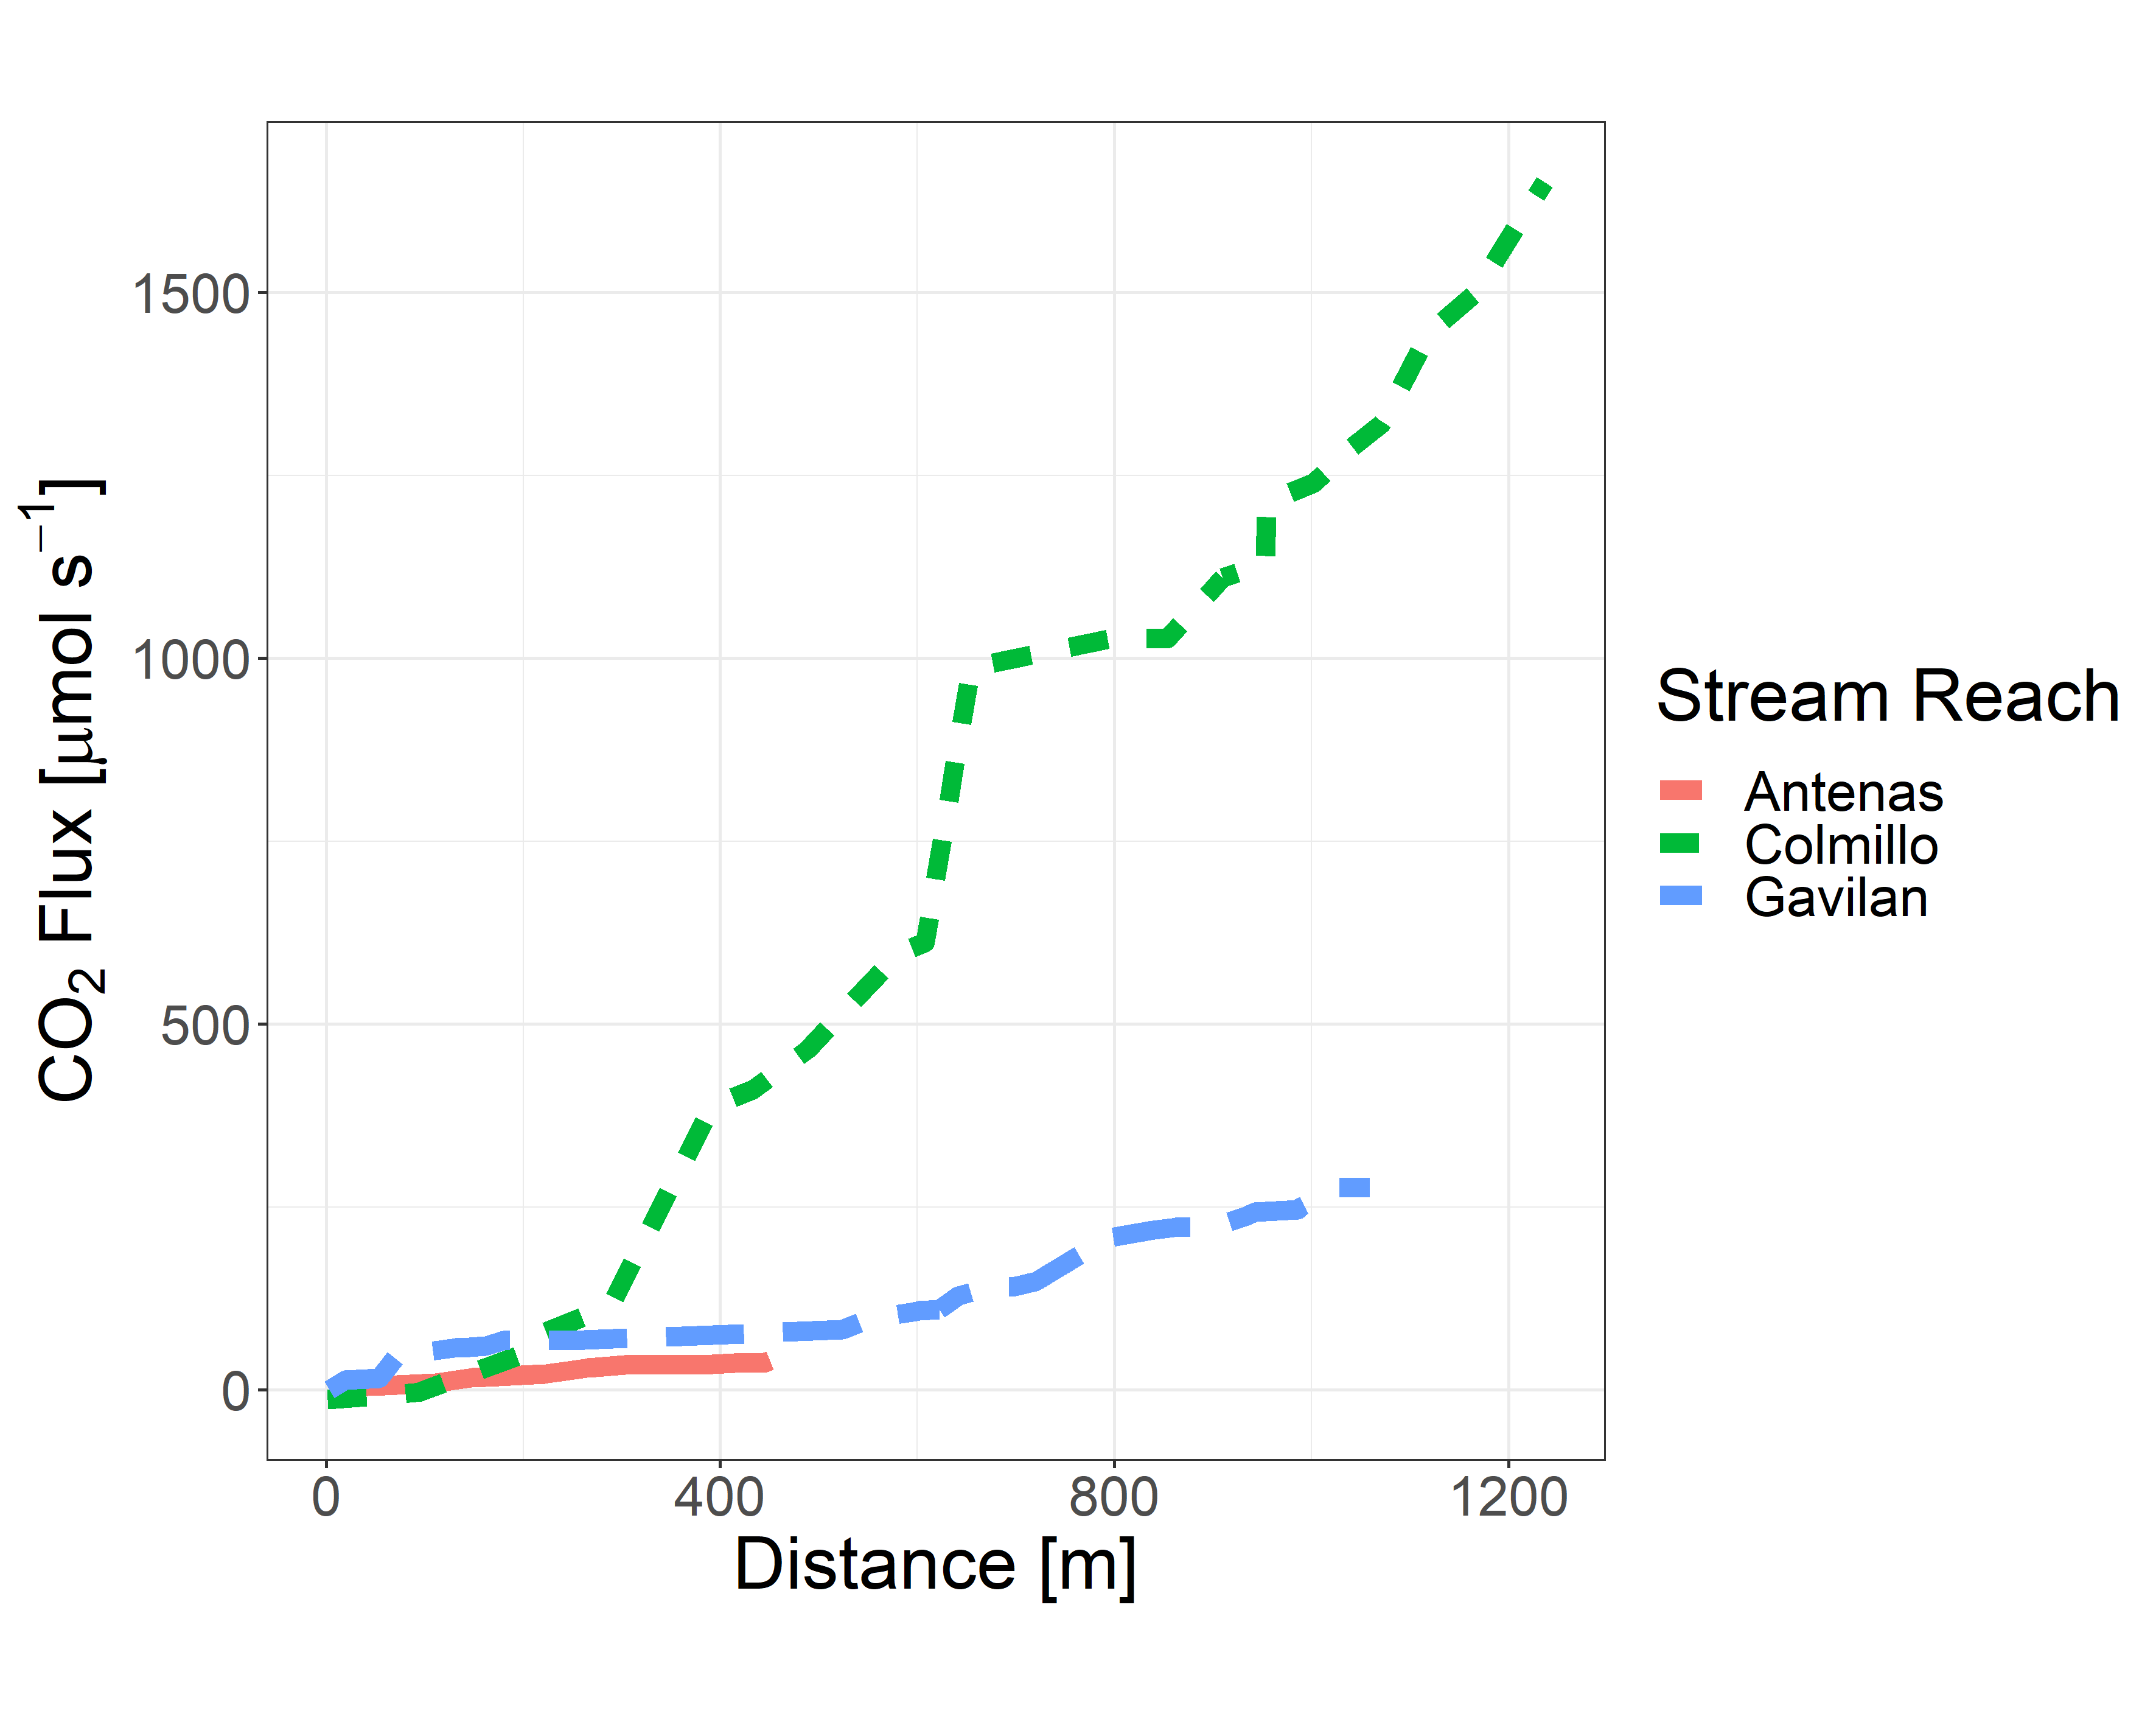 1500
1000
500
0
CO₂ Flux [μmol s⁻¹]
0 400 800 1200
Distance [m]
Stream Reach
Antenas
Colmillo
Gavilan